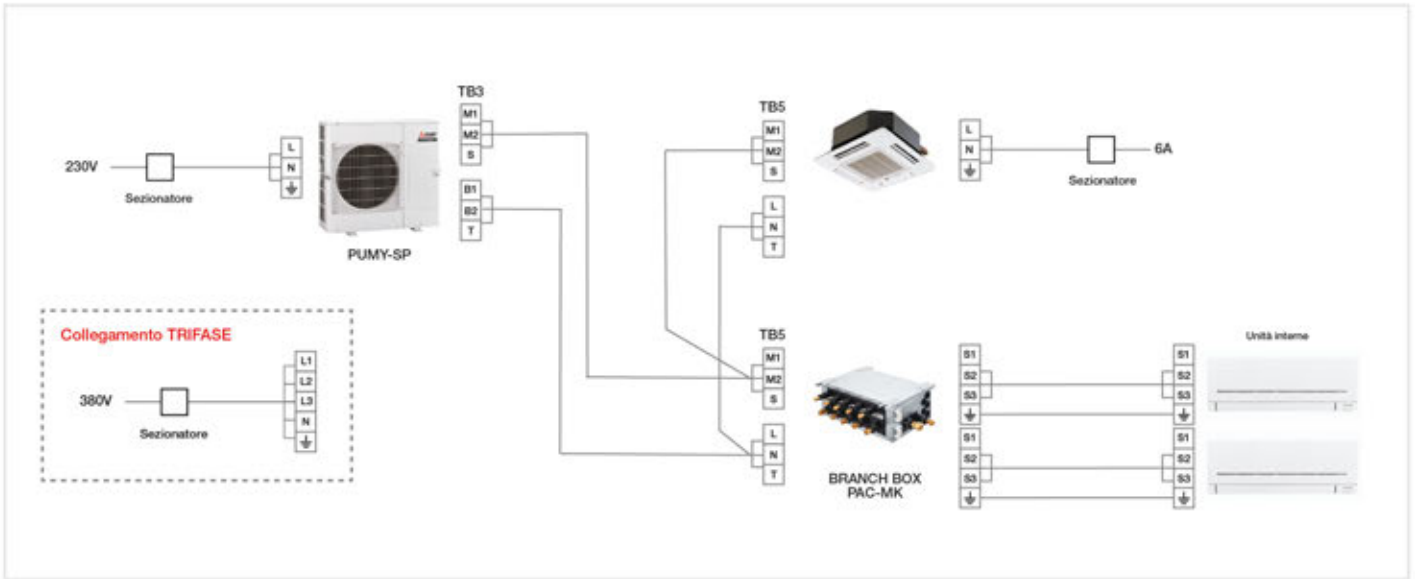 TB3
M1
M2
S
L
N
230V
Sezionatore
B1
B2
T
PUMY-SP
TB5
M1
M2
S
L
N
T
L
N
6A
Sezionatore
Collegamento TRIFASE
L1
L2
L3
N
380V
Sezionatore
TB5
M1
M2
S
L
N
T
BRANCH BOX
PAC-MK
S1
S2
S3
S1
S2
S3
Unità interne
S1
S2
S3
S1
S2
S3